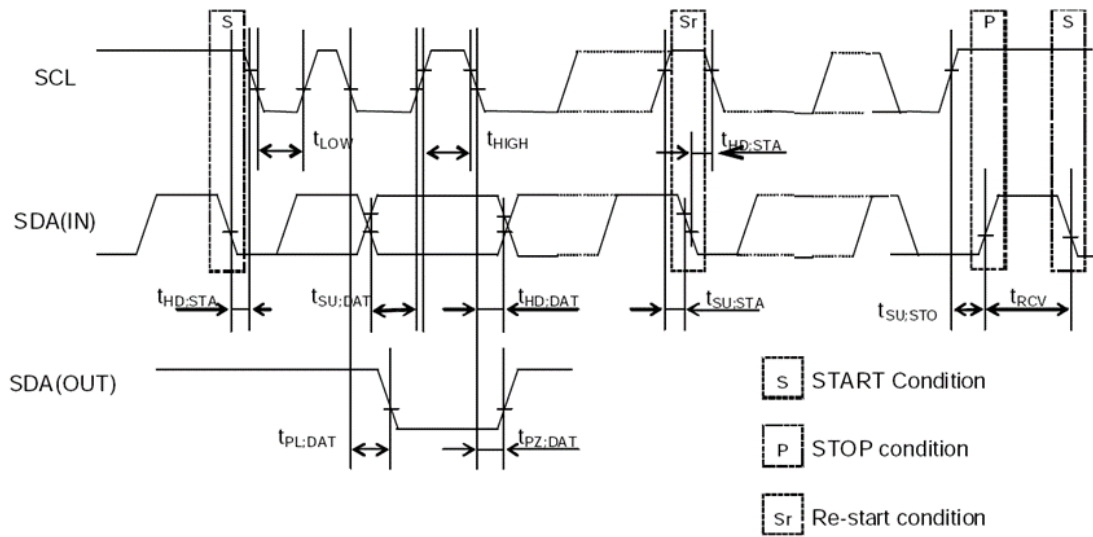 S Sr P S
SCL
tLOW tHIGH tHD;STA
SDA(IN)
tHD;STA tSU;DAT tHD;DAT tSU;STA tSU;STO tRCV
SDA(OUT)
S START Condition
tPL;DAT tPZ;DAT
P STOP condition
Sr Re-start condition